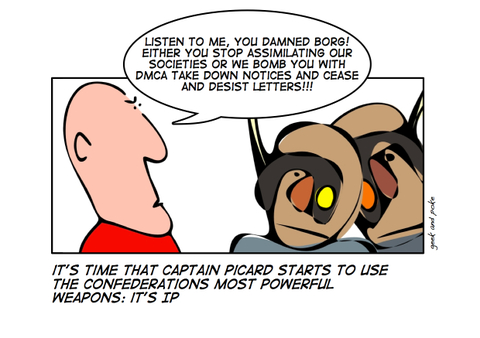 LISTEN TO ME, YOU DAMNED BORG!
EITHER YOU STOP ASSIMILATING OUR
SOCIETIES OR WE BOMB YOU WITH
DMCA TAKE DOWN NOTICES AND CEASE
AND DESIST LETTERS!!!
geek and poke
IT'S TIME THAT CAPTAIN PICARD STARTS TO USE
THE CONFEDERATIONS MOST POWERFUL
WEAPONS: IT'S IP